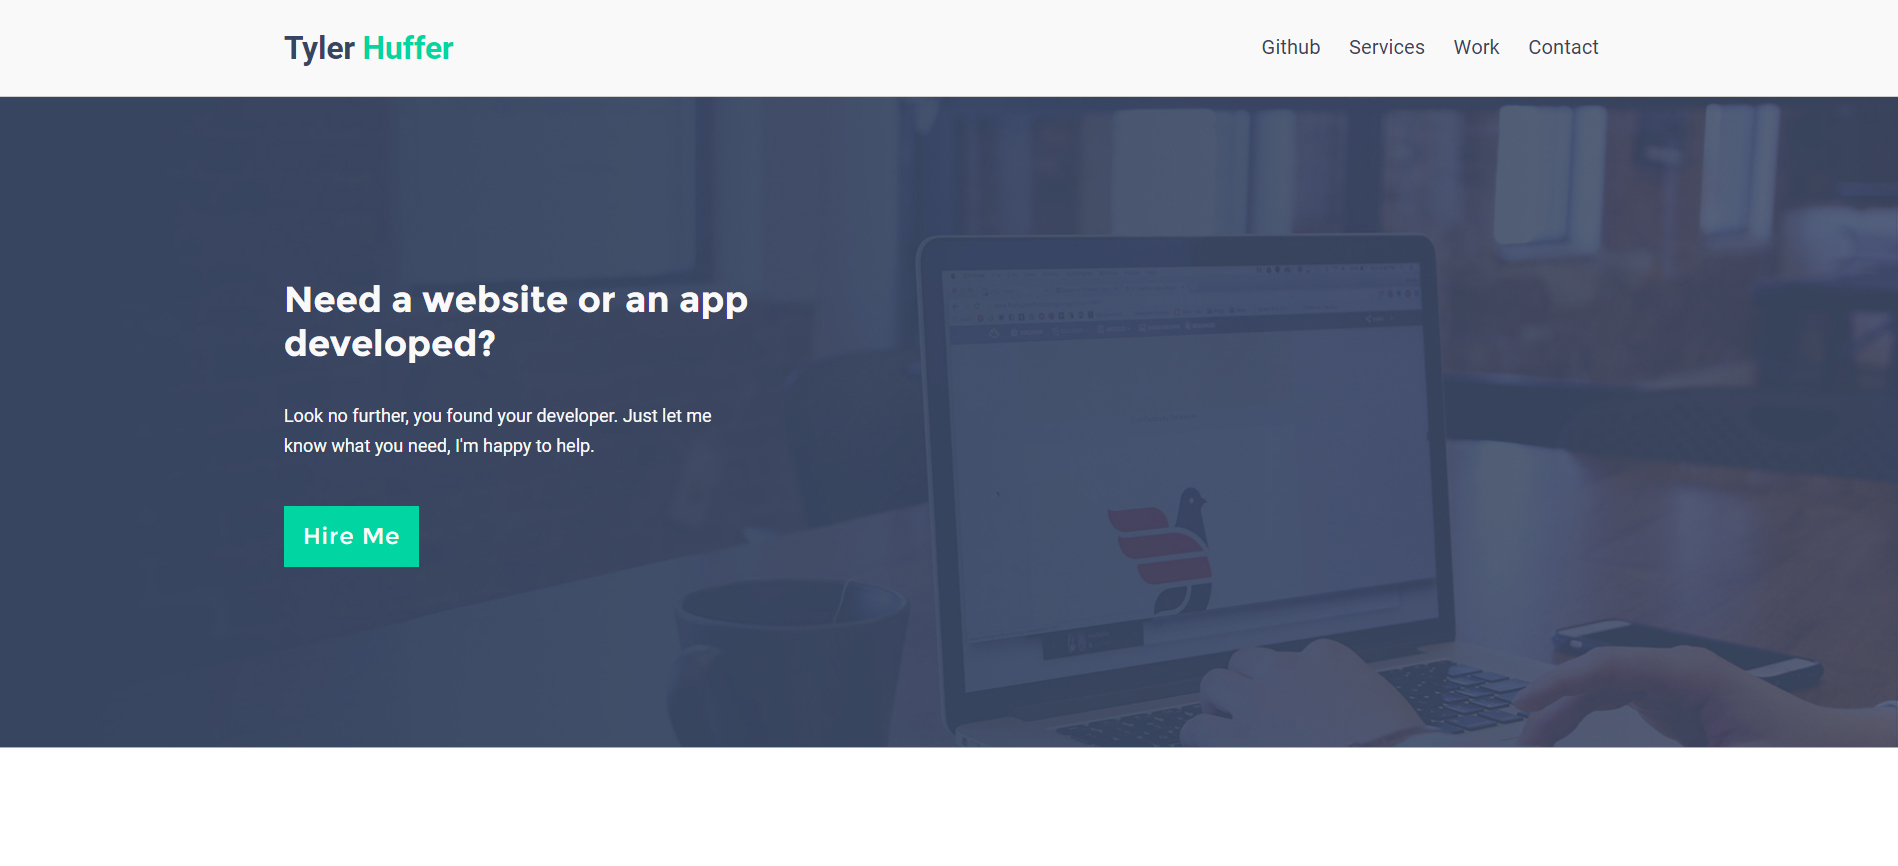 Tyler Huffer
Github Services Work Contact
Need a website or an app
developed?
Look no further, you found your developer. Just let me
know what you need, I'm happy to help.
Hire Me